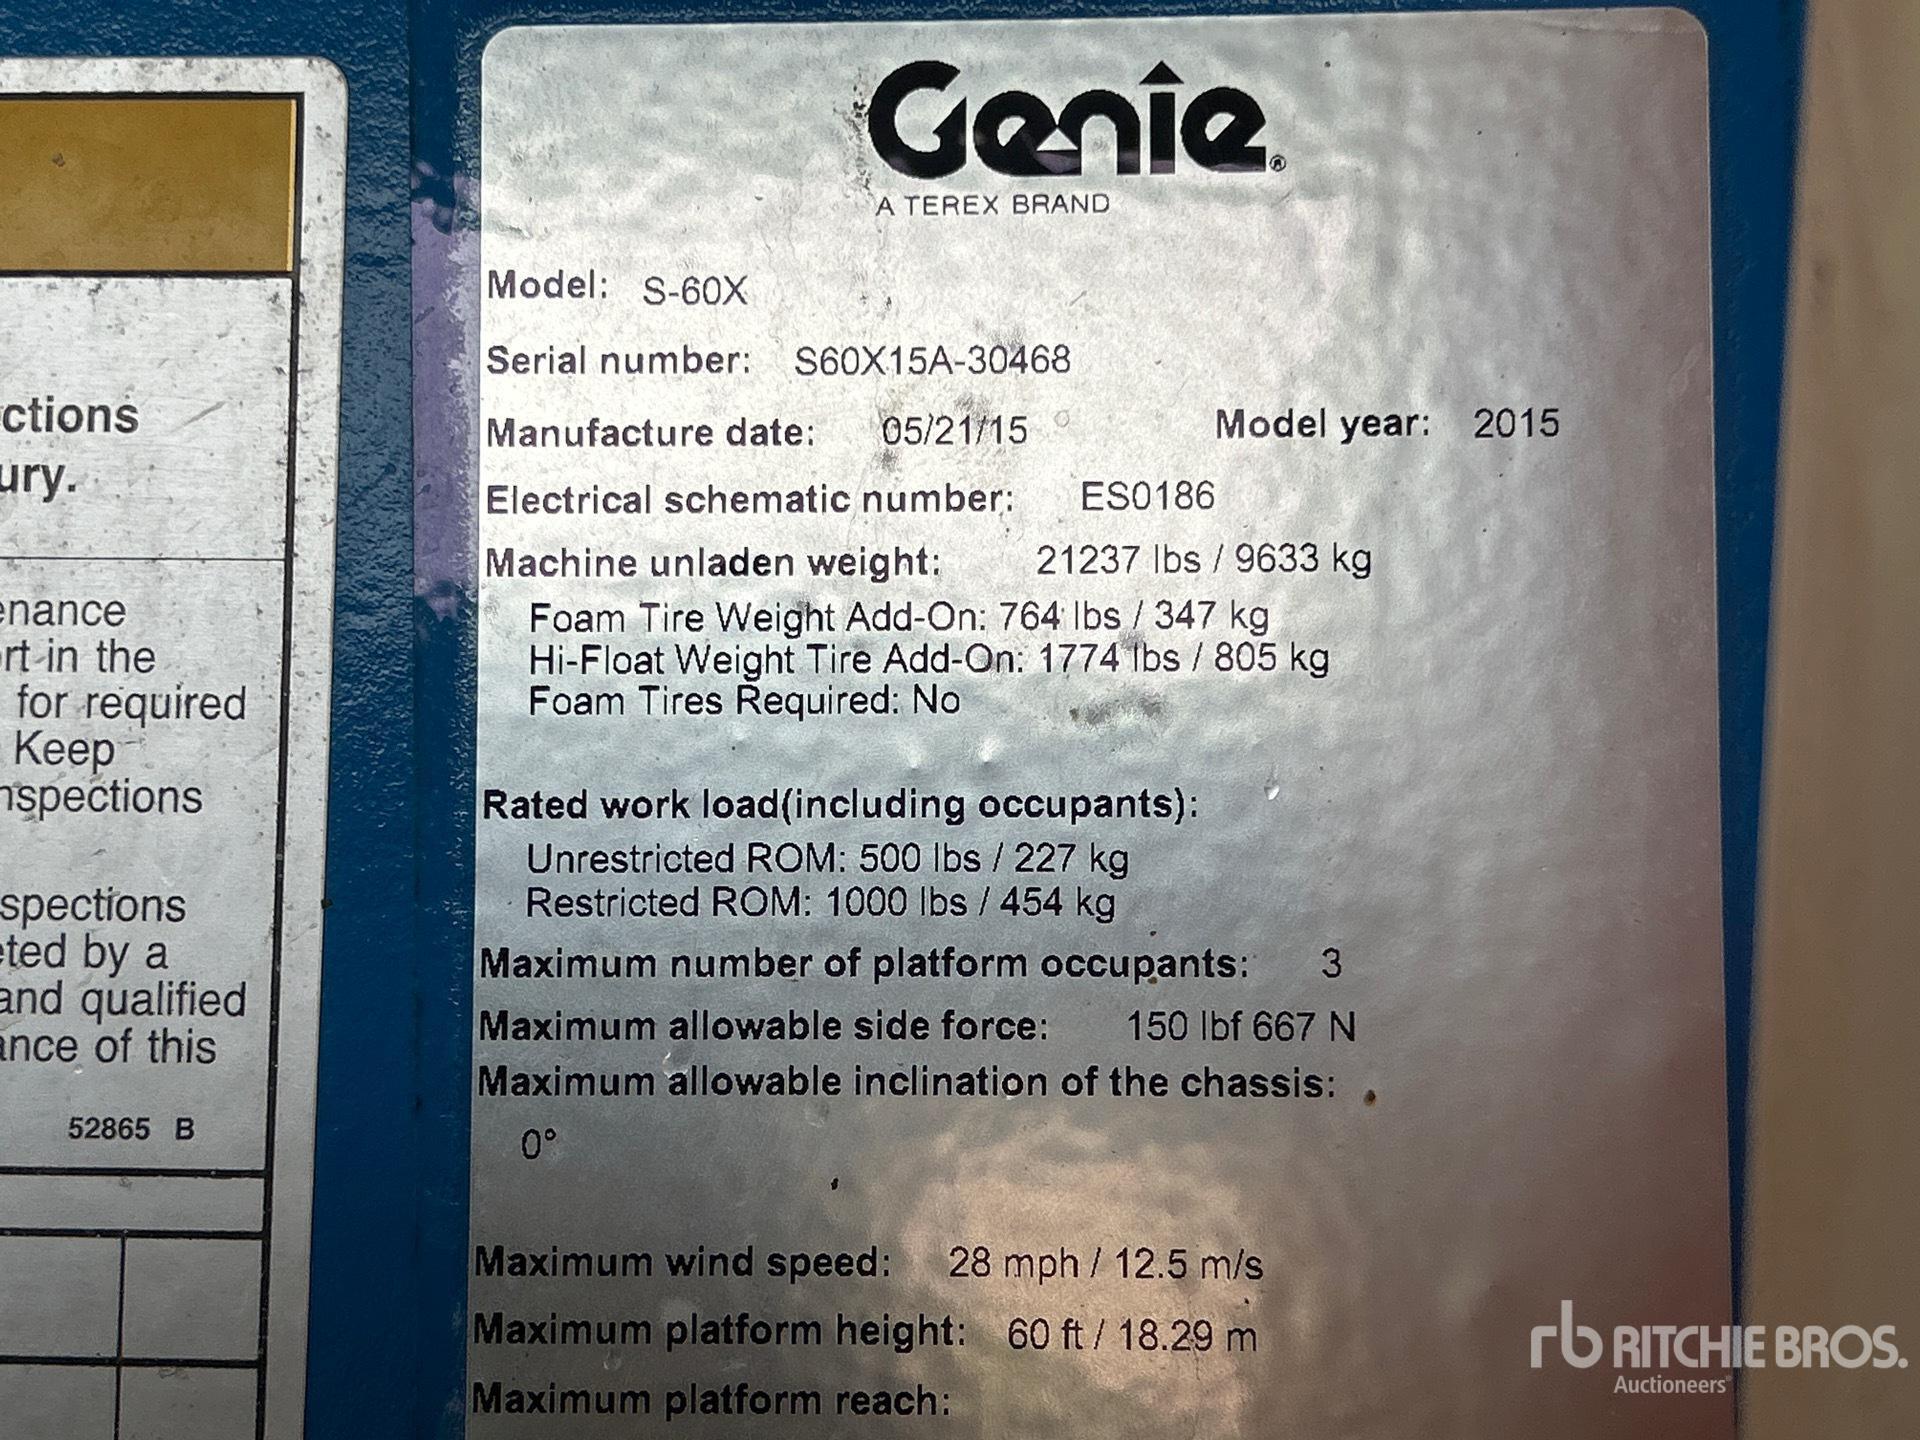 ctions
ury.
enance
rt in the
for required
Keep
nspections
spections
eted by a
and qualified
ance of this
52865 B
Genie®
A TEREX BRAND
Model: S-60X
Serial number: S60X15A-30468
Manufacture date: 05/21/15 Model year: 2015
Electrical schematic number: ES0186
Machine unladen weight: 21237 lbs / 9633 kg
Foam Tire Weight Add-On: 764 lbs / 347 kg
Hi-Float Weight Tire Add-On: 1774 lbs / 805 kg
Foam Tires Required: No
Rated work load(including occupants):
Unrestricted ROM: 500 lbs / 227 kg
Restricted ROM: 1000 lbs / 454 kg
Maximum number of platform occupants: 3
Maximum allowable side force: 150 lbf 667 N
Maximum allowable inclination of the chassis:
0°
Maximum wind speed: 28 mph / 12.5 m/s
Maximum platform height: 60 ft / 18.29 m
Maximum platform reach:
rb RITCHIE BROS.
Auctioneers